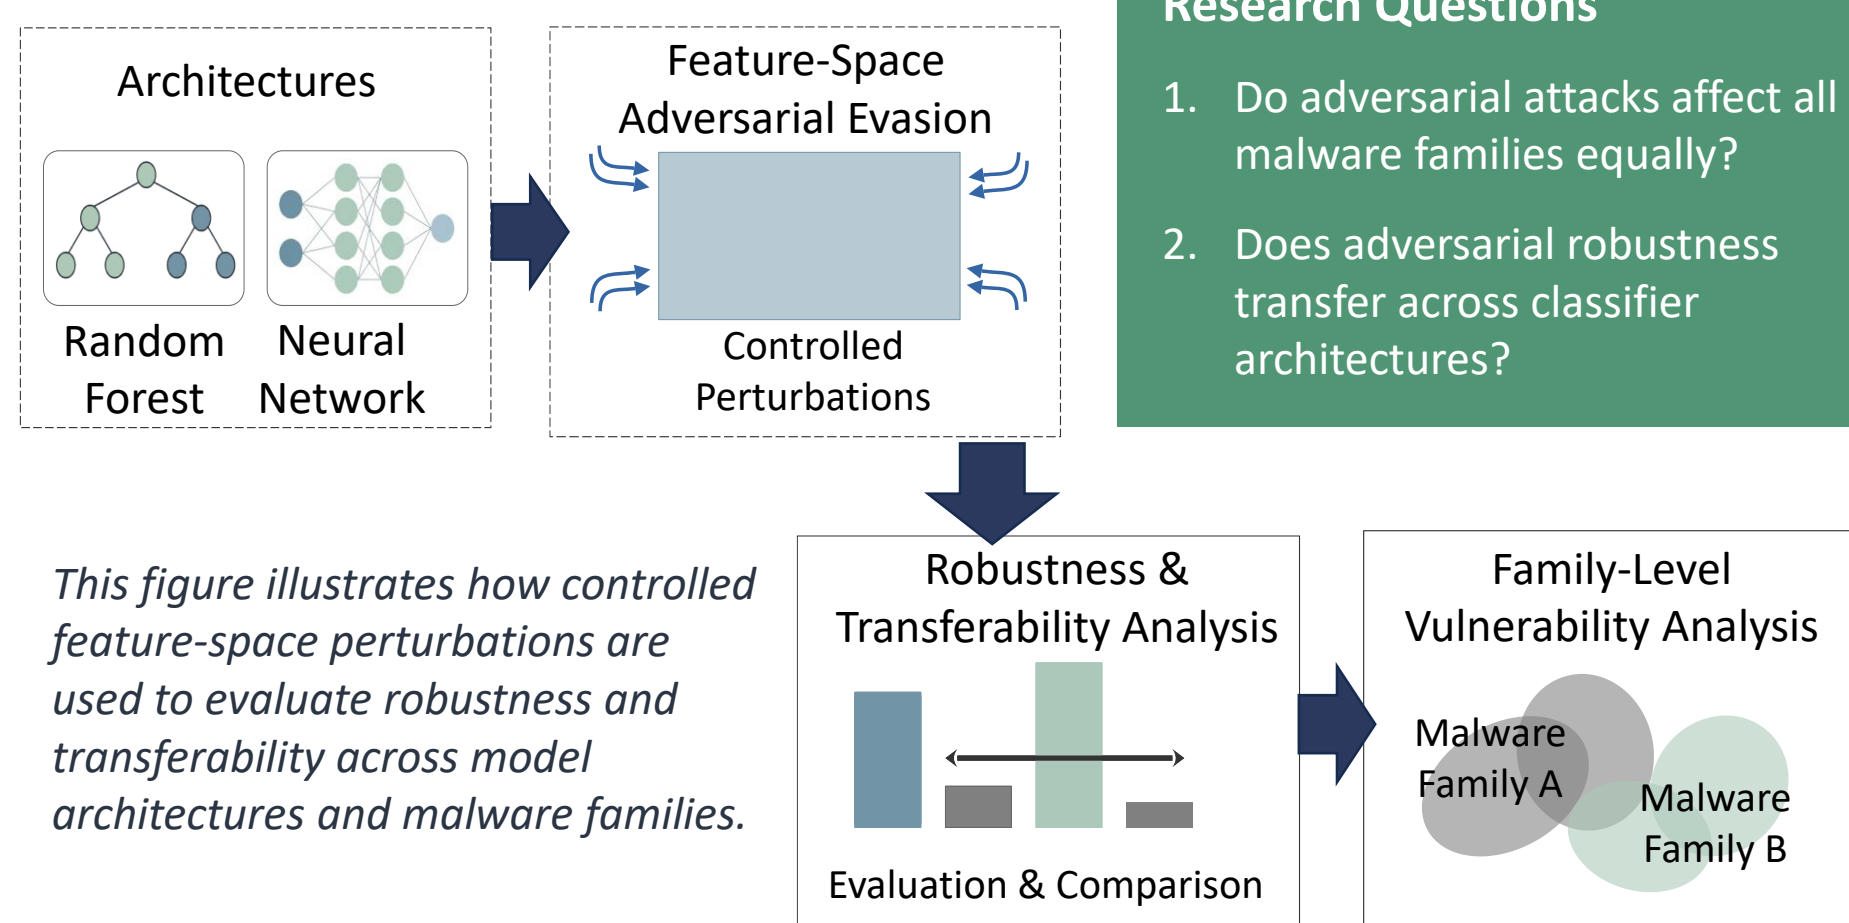 Architectures
Random
Forest
Neural
Network
Feature-Space
Adversarial Evasion
Controlled
Perturbations
Research Questions
1. Do adversarial attacks affect all
malware families equally?
2. Does adversarial robustness
transfer across classifier
architectures?
This figure illustrates how controlled
feature-space perturbations are
used to evaluate robustness and
transferability across model
architectures and malware families.
Robustness &
Transferability Analysis
Evaluation & Comparison
Family-Level
Vulnerability Analysis
Malware
Family A
Malware
Family B